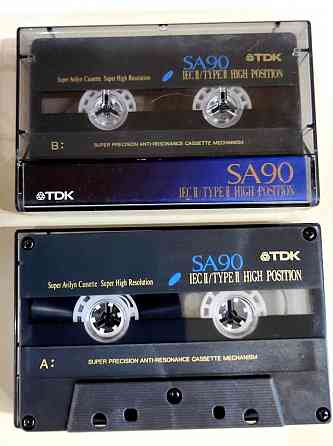 SA90 TDK
Super Avilyn Cassette Super High Resolution IEC II/TYPE II HIGH POSITION
B: SUPER PRECISION ANTI-RESONANCE CASSETTE MECHANISM
SA90
TDK IEC II/TYPE II HIGH POSITION
SA90 TDK
Super Avilyn Cassette Super High Resolution IEC II/TYPE II HIGH POSITION
A: SUPER PRECISION ANTI-RESONANCE CASSETTE MECHANISM